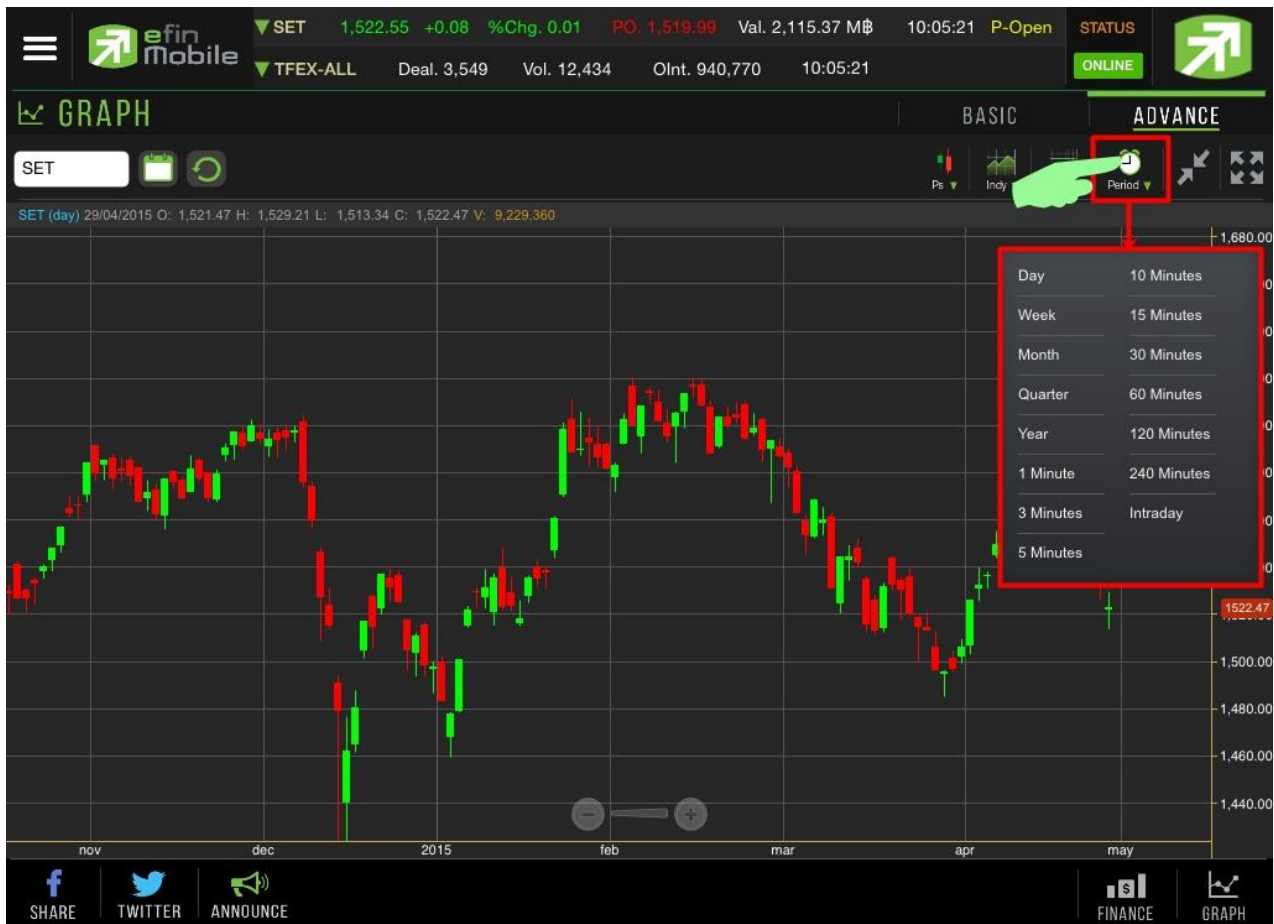 efin Mobile
▼ SET 1,522.55 +0.08 %Chg. 0.01 PO. 1,519.99 Val. 2,115.37 M฿ 10:05:21 P-Open
▼ TFEX-ALL Deal. 3,549 Vol. 12,434 OInt. 940,770 10:05:21
STATUS
ONLINE
GRAPH
BASIC
ADVANCE
SET
Ps ▼
Indy
Period ▼
SET (day) 29/04/2015 O: 1,521.47 H: 1,529.21 L: 1,513.34 C: 1,522.47 V: 9,229,360
1,680.00
Day 10 Minutes
Week 15 Minutes
Month 30 Minutes
Quarter 60 Minutes
Year 120 Minutes
1 Minute 240 Minutes
3 Minutes Intraday
5 Minutes
1522.47
1,500.00
1,480.00
1,460.00
1,440.00
nov dec 2015 feb mar apr may
SHARE
TWITTER
ANNOUNCE
FINANCE
GRAPH